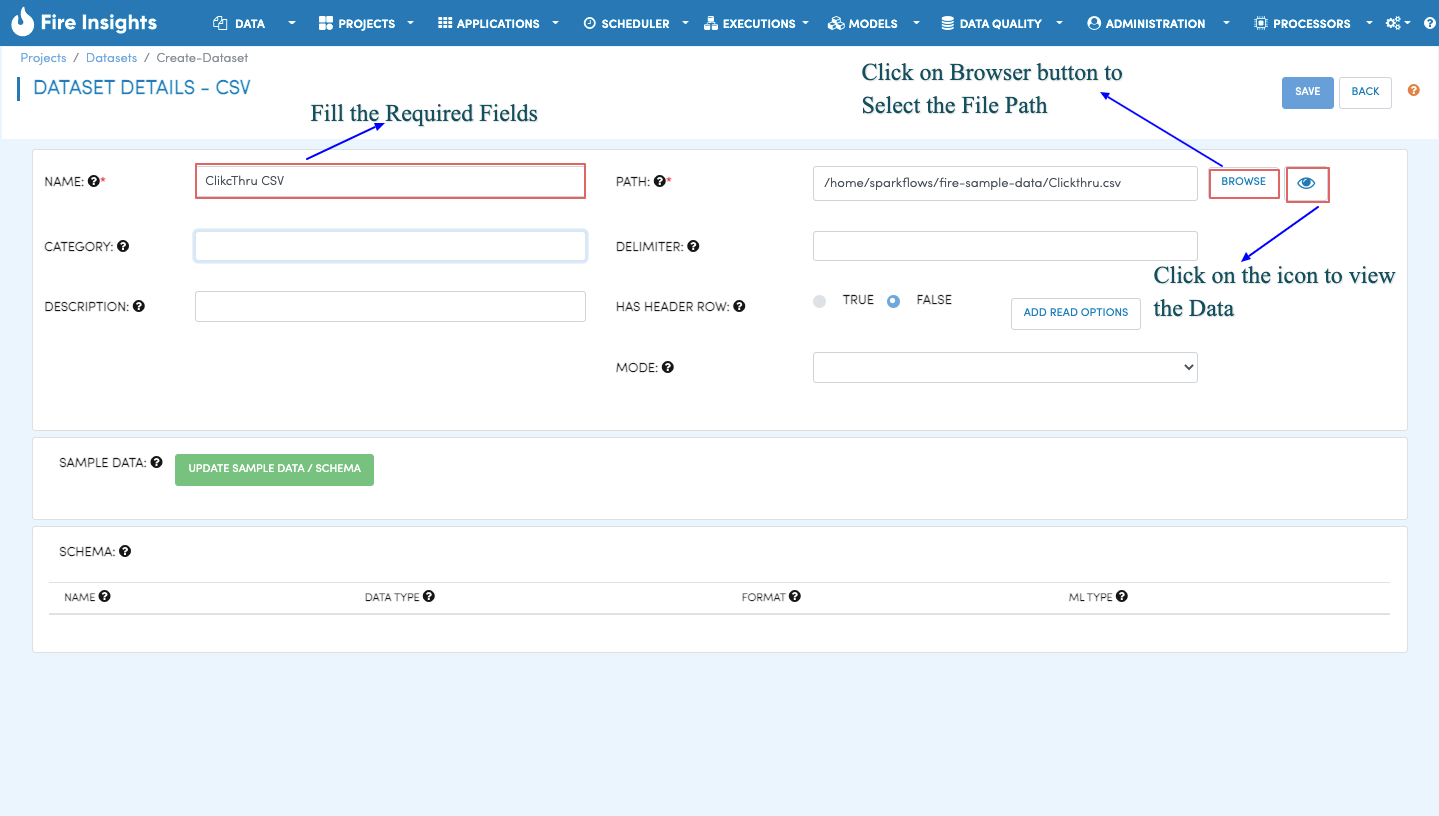 Fire Insights DATA PROJECTS APPLICATIONS SCHEDULER EXECUTIONS MODELS DATA QUALITY ADMINISTRATION PROCESSORS
Projects / Datasets / Create-Dataset
DATASET DETAILS - CSV
SAVE BACK
Click on Browser button to
Select the File Path
Fill the Required Fields
NAME: * ClikcThru CSV
PATH: * /home/sparkflows/fire-sample-data/Clickthru.csv BROWSE
CATEGORY:
DELIMITER:
Click on the icon to view
the Data
DESCRIPTION:
HAS HEADER ROW: TRUE FALSE
ADD READ OPTIONS
MODE:
SAMPLE DATA: UPDATE SAMPLE DATA / SCHEMA
SCHEMA:
NAME DATA TYPE FORMAT ML TYPE